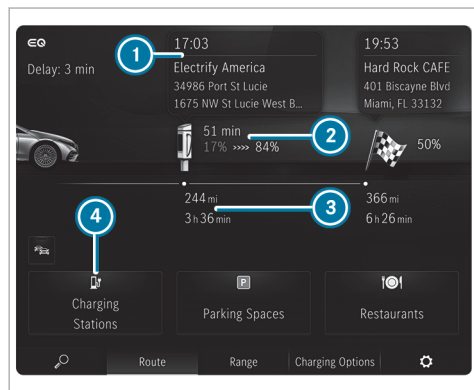 EQ
Delay: 3 min
1
17:03
Electrify America
34986 Port St Lucie
1675 NW St Lucie West B...
19:53
Hard Rock CAFE
401 Biscayne Blvd
Miami, FL 33132
51 min
2
17% »»» 84%
50%
244 mi
3 h 36 min
3
366 mi
6 h 26 min
4
P
Charging
Stations
Parking Spaces
Restaurants
Route
Range
Charging Options